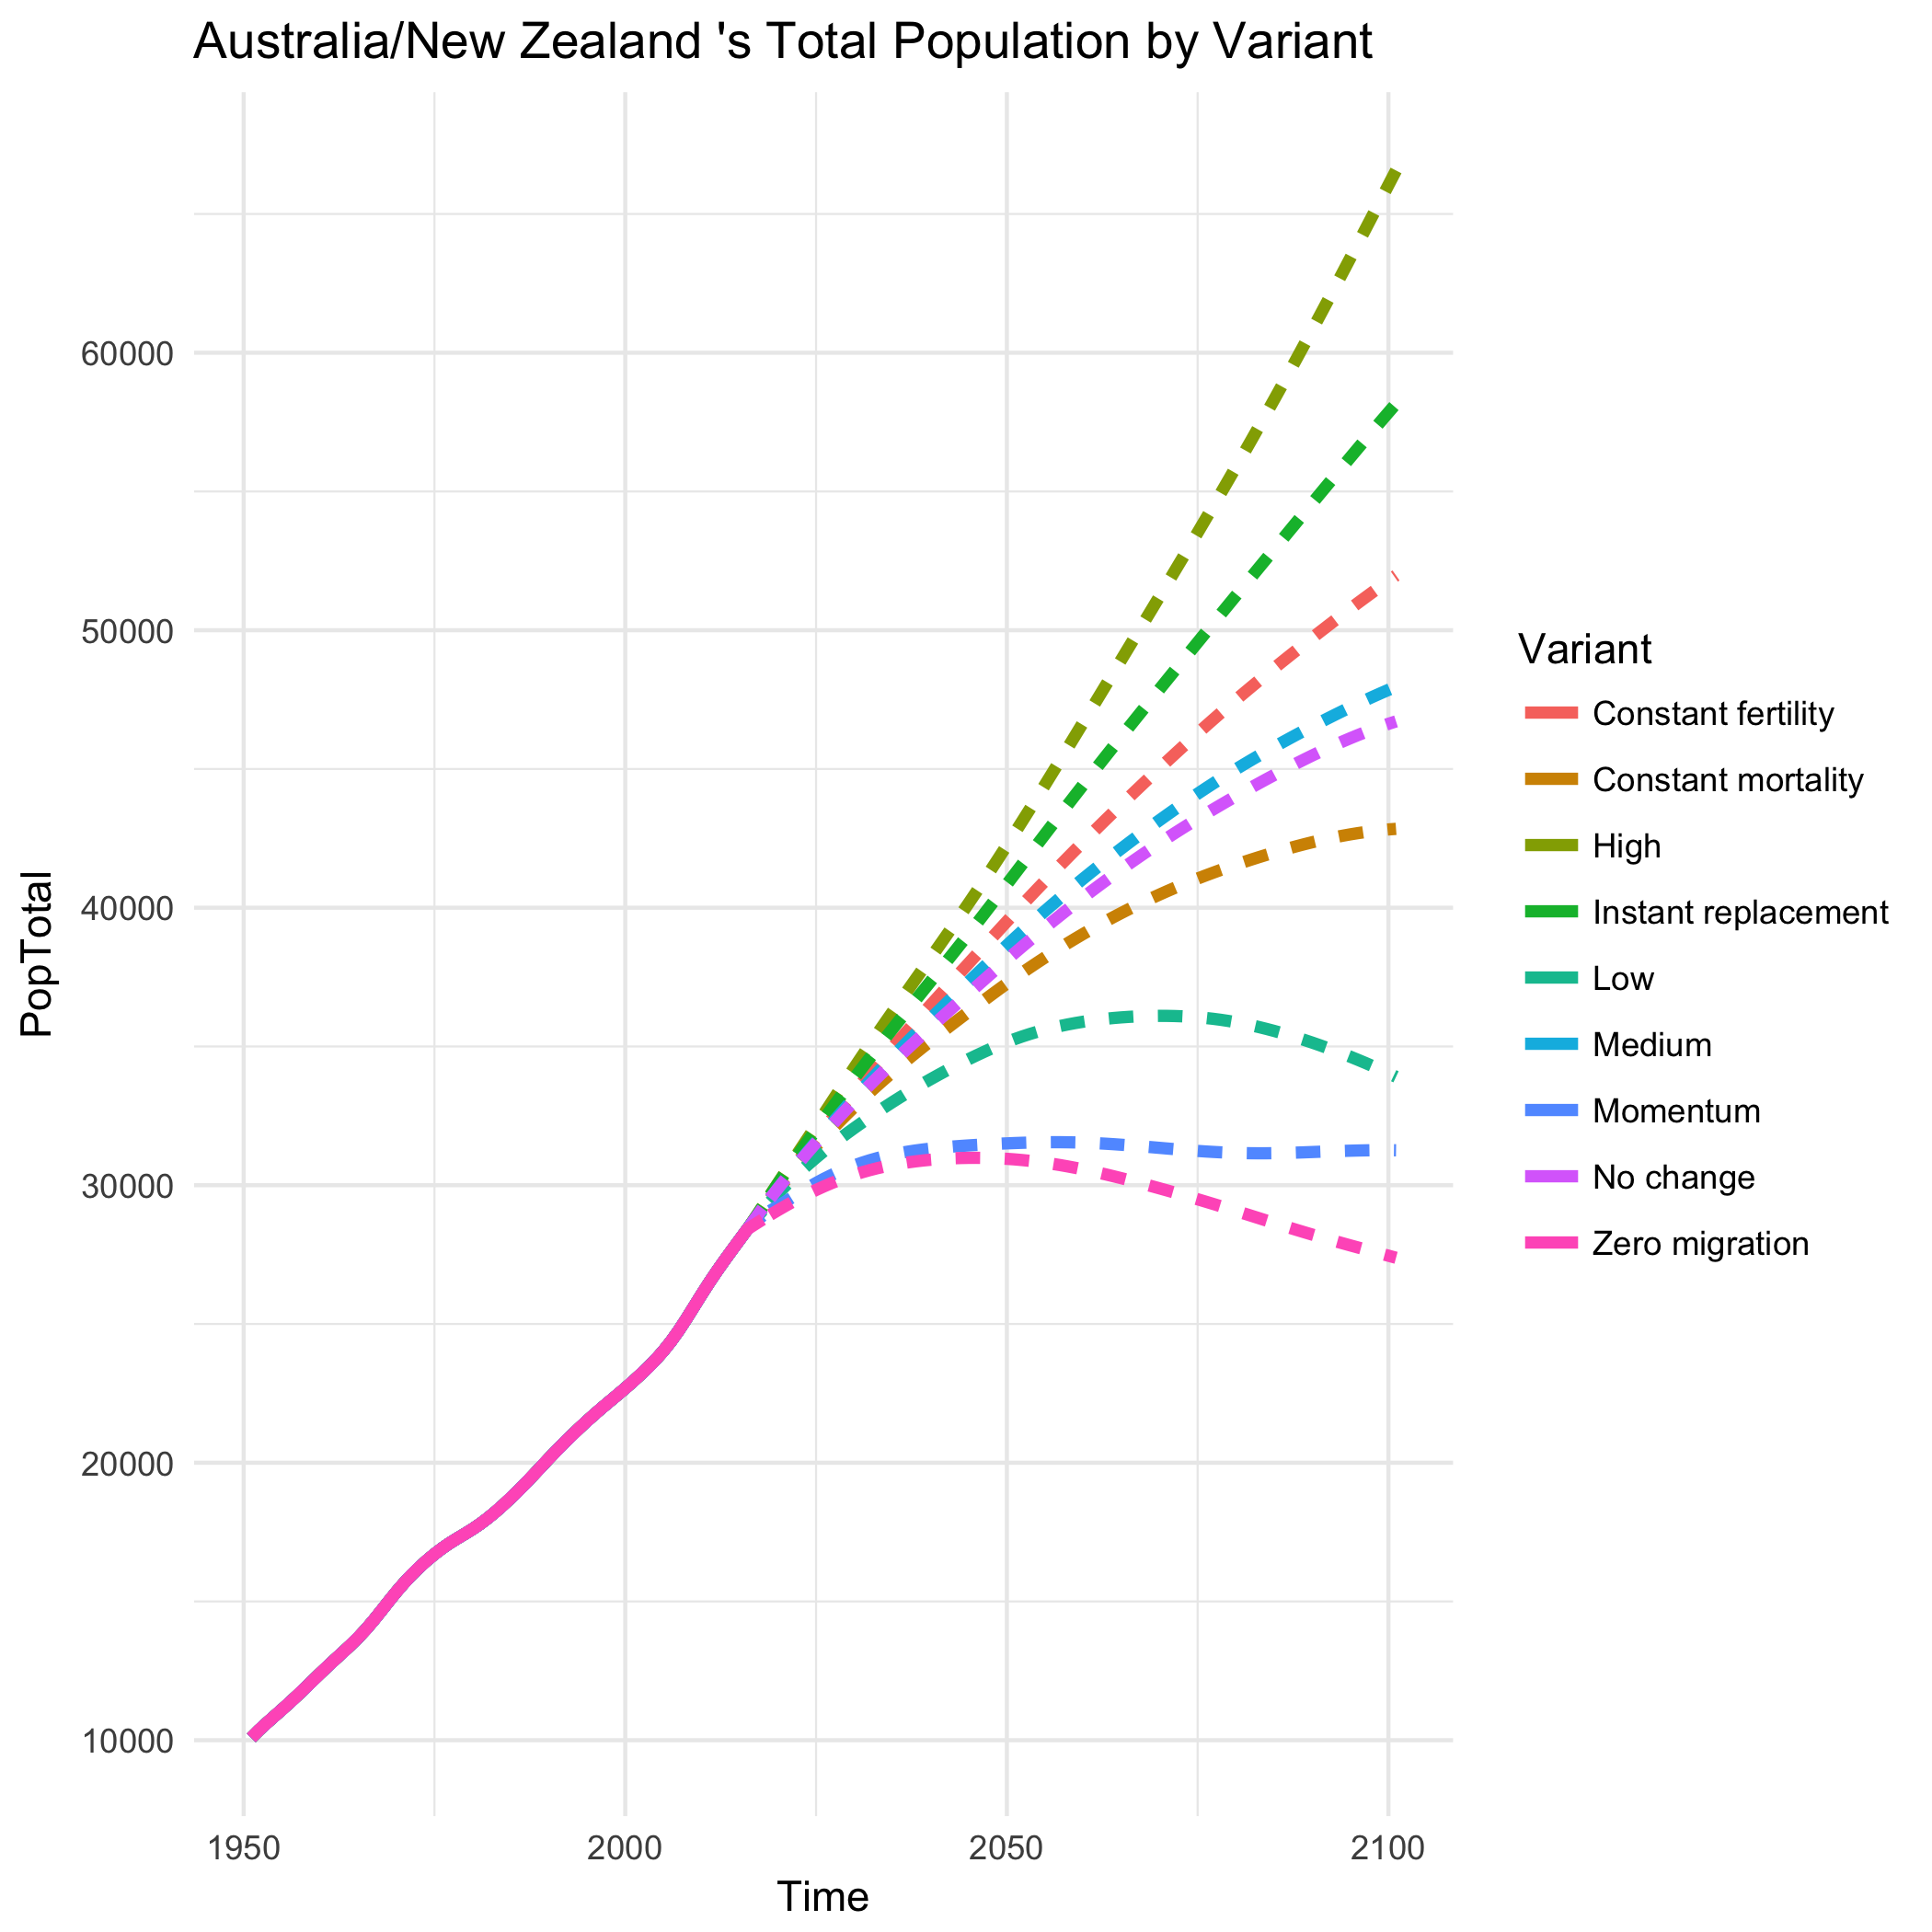 Australia/New Zealand 's Total Population by Variant
60000
50000
40000
30000
20000
10000
PopTotal
1950 2000 2050 2100
Time
Variant
Constant fertility
Constant mortality
High
Instant replacement
Low
Medium
Momentum
No change
Zero migration